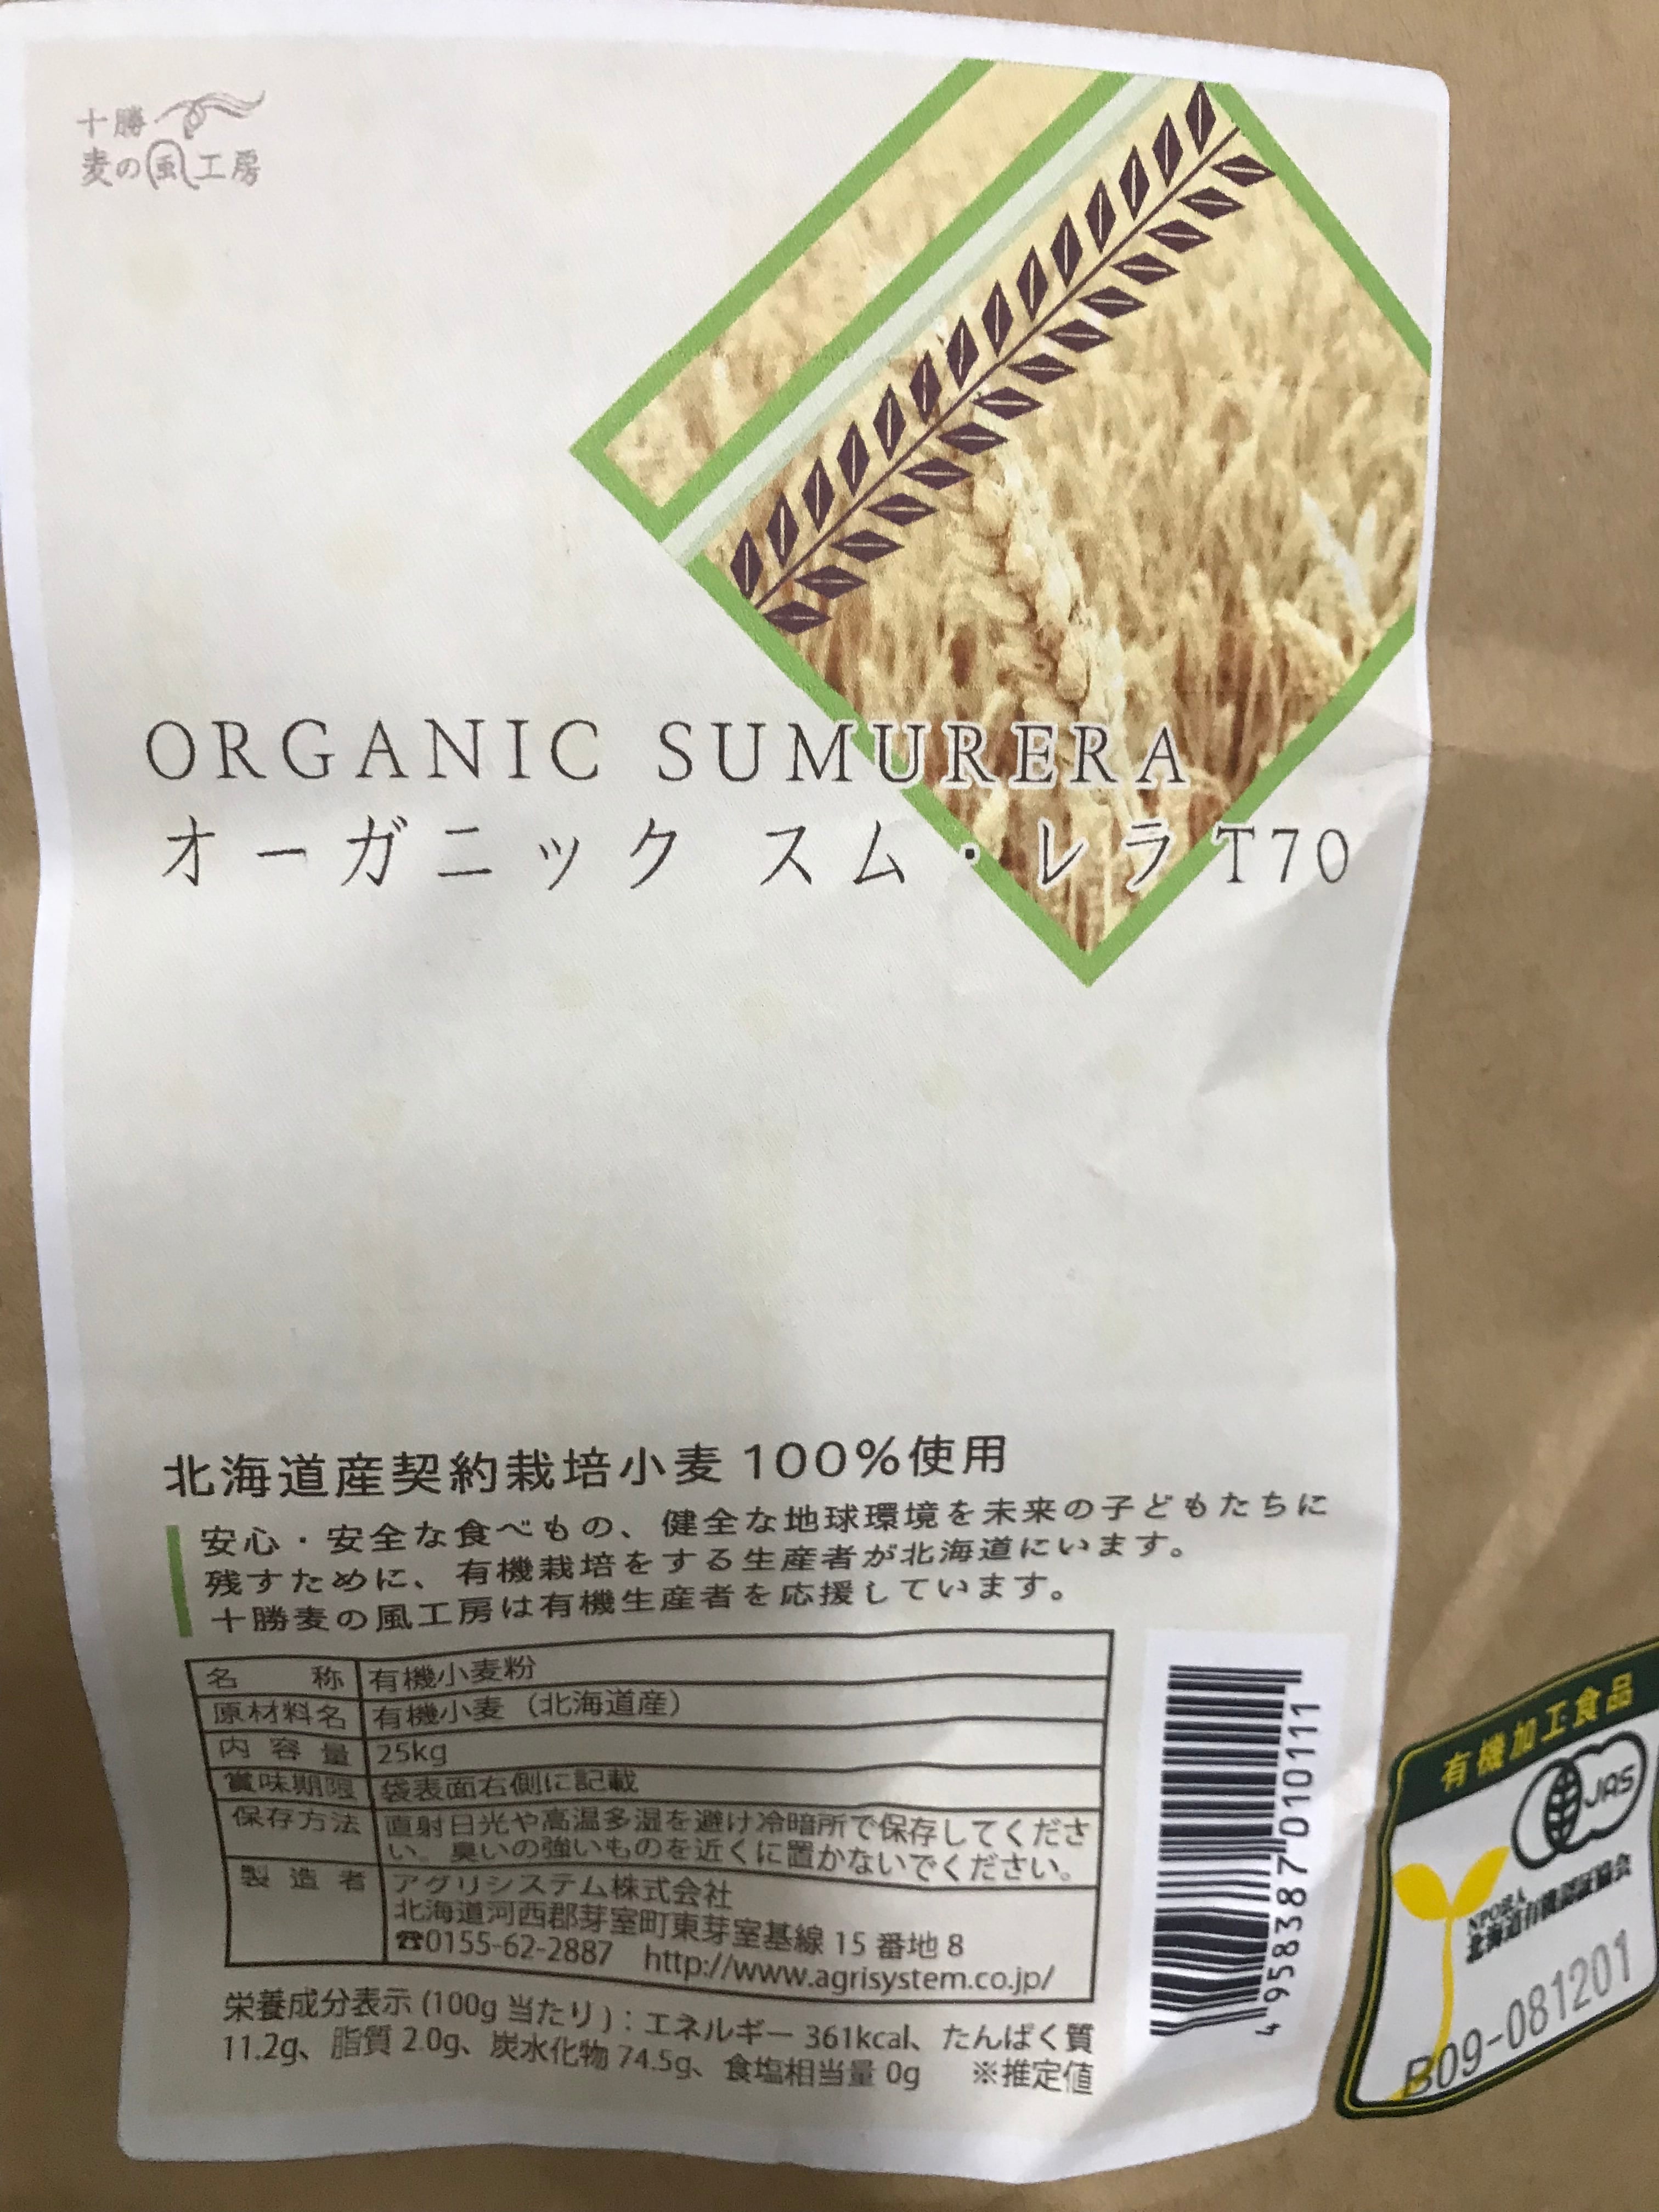 十勝
麦の風工房
ORGANIC SUMURERA
オーガニック スム・レラ T70
北海道産契約栽培小麦100%使用
安心・安全な食べもの、健全な地球環境を未来の子どもたちに
残すために、有機栽培をする生産者が北海道にいます。
十勝麦の風工房は有機生産者を応援しています。
名称 有機小麦粉
原材料名 有機小麦（北海道産）
内容量 25kg
賞味期限 袋表面右側に記載
保存方法 直射日光や高温多湿を避け冷暗所で保存してくださ
い。臭いの強いものを近くに置かないでください。
製造者 アグリシステム株式会社
北海道河西郡芽室町東芽室基線 15 番地 8
☎0155-62-2887 http://www.agrisystem.co.jp/
栄養成分表示 (100g 当たり)：エネルギー 361kcal、たんぱく質
11.2g、脂質 2.0g、炭水化物 74.5g、食塩相当量 0g ※推定値
4 958387 010111
有機加工食品
JAS
NPO法人
北海道有機認証協会
B09-081201